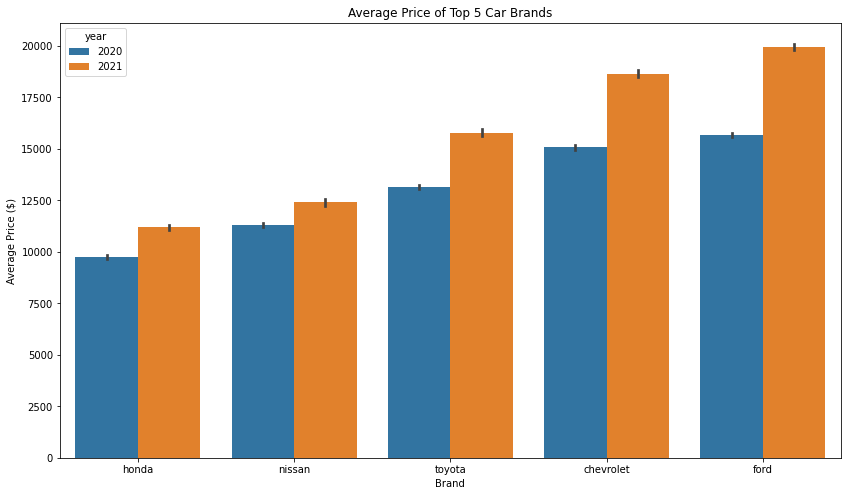 Average Price of Top 5 Car Brands
year
2020
2021
Average Price ($)
20000
17500
15000
12500
10000
7500
5000
2500
0
honda nissan toyota chevrolet ford
Brand